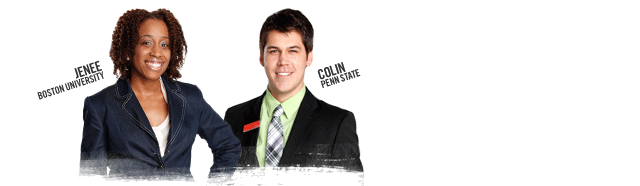 JENEE
BOSTON UNIVERSITY
COLIN
PENN STATE